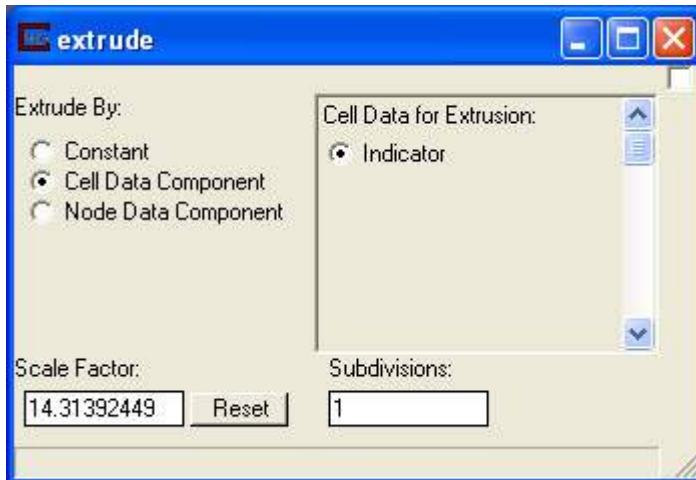 extrude
Extrude By:
Constant
Cell Data Component
Node Data Component
Cell Data for Extrusion:
Indicator
Scale Factor:
14.31392449
Reset
Subdivisions:
1